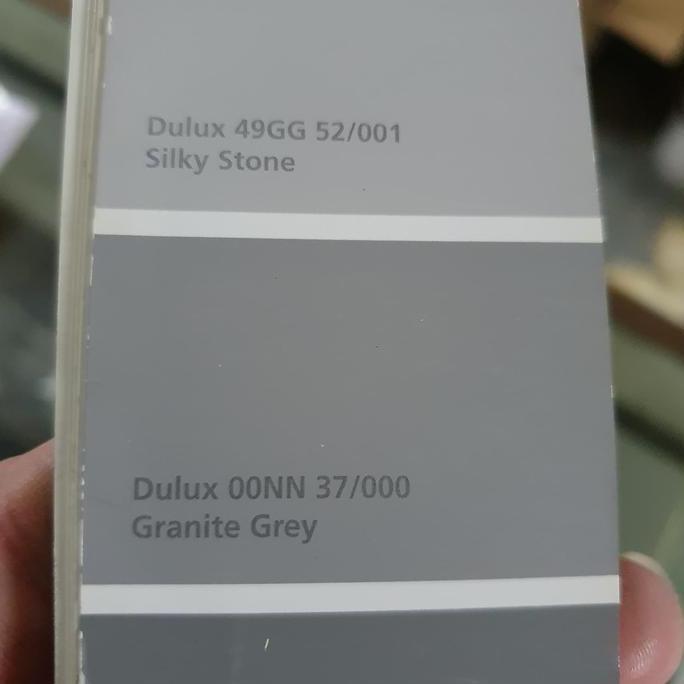 Dulux 49GG 52/001
Silky Stone
Dulux 00NN 37/000
Granite Grey